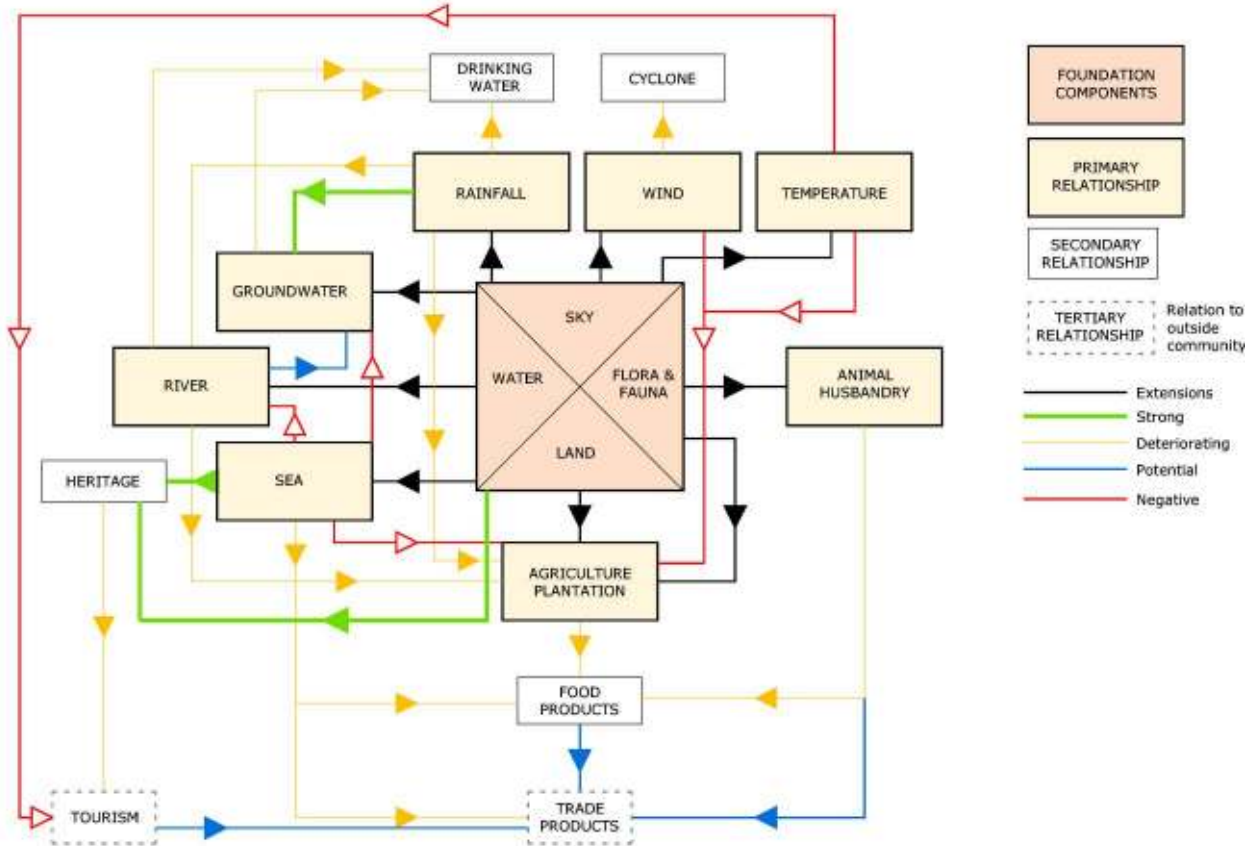 DRINKING
WATER
CYCLONE
FOUNDATION
COMPONENTS
RAINFALL
WIND
TEMPERATURE
PRIMARY
RELATIONSHIP
SECONDARY
RELATIONSHIP
GROUNDWATER
SKY
TERTIARY
RELATIONSHIP
Relation to
outside
community
RIVER
WATER
FLORA &
FAUNA
ANIMAL
HUSBANDRY
LAND
Extensions
Strong
Deteriorating
Potential
Negative
HERITAGE
SEA
AGRICULTURE
PLANTATION
FOOD
PRODUCTS
TOURISM
TRADE
PRODUCTS